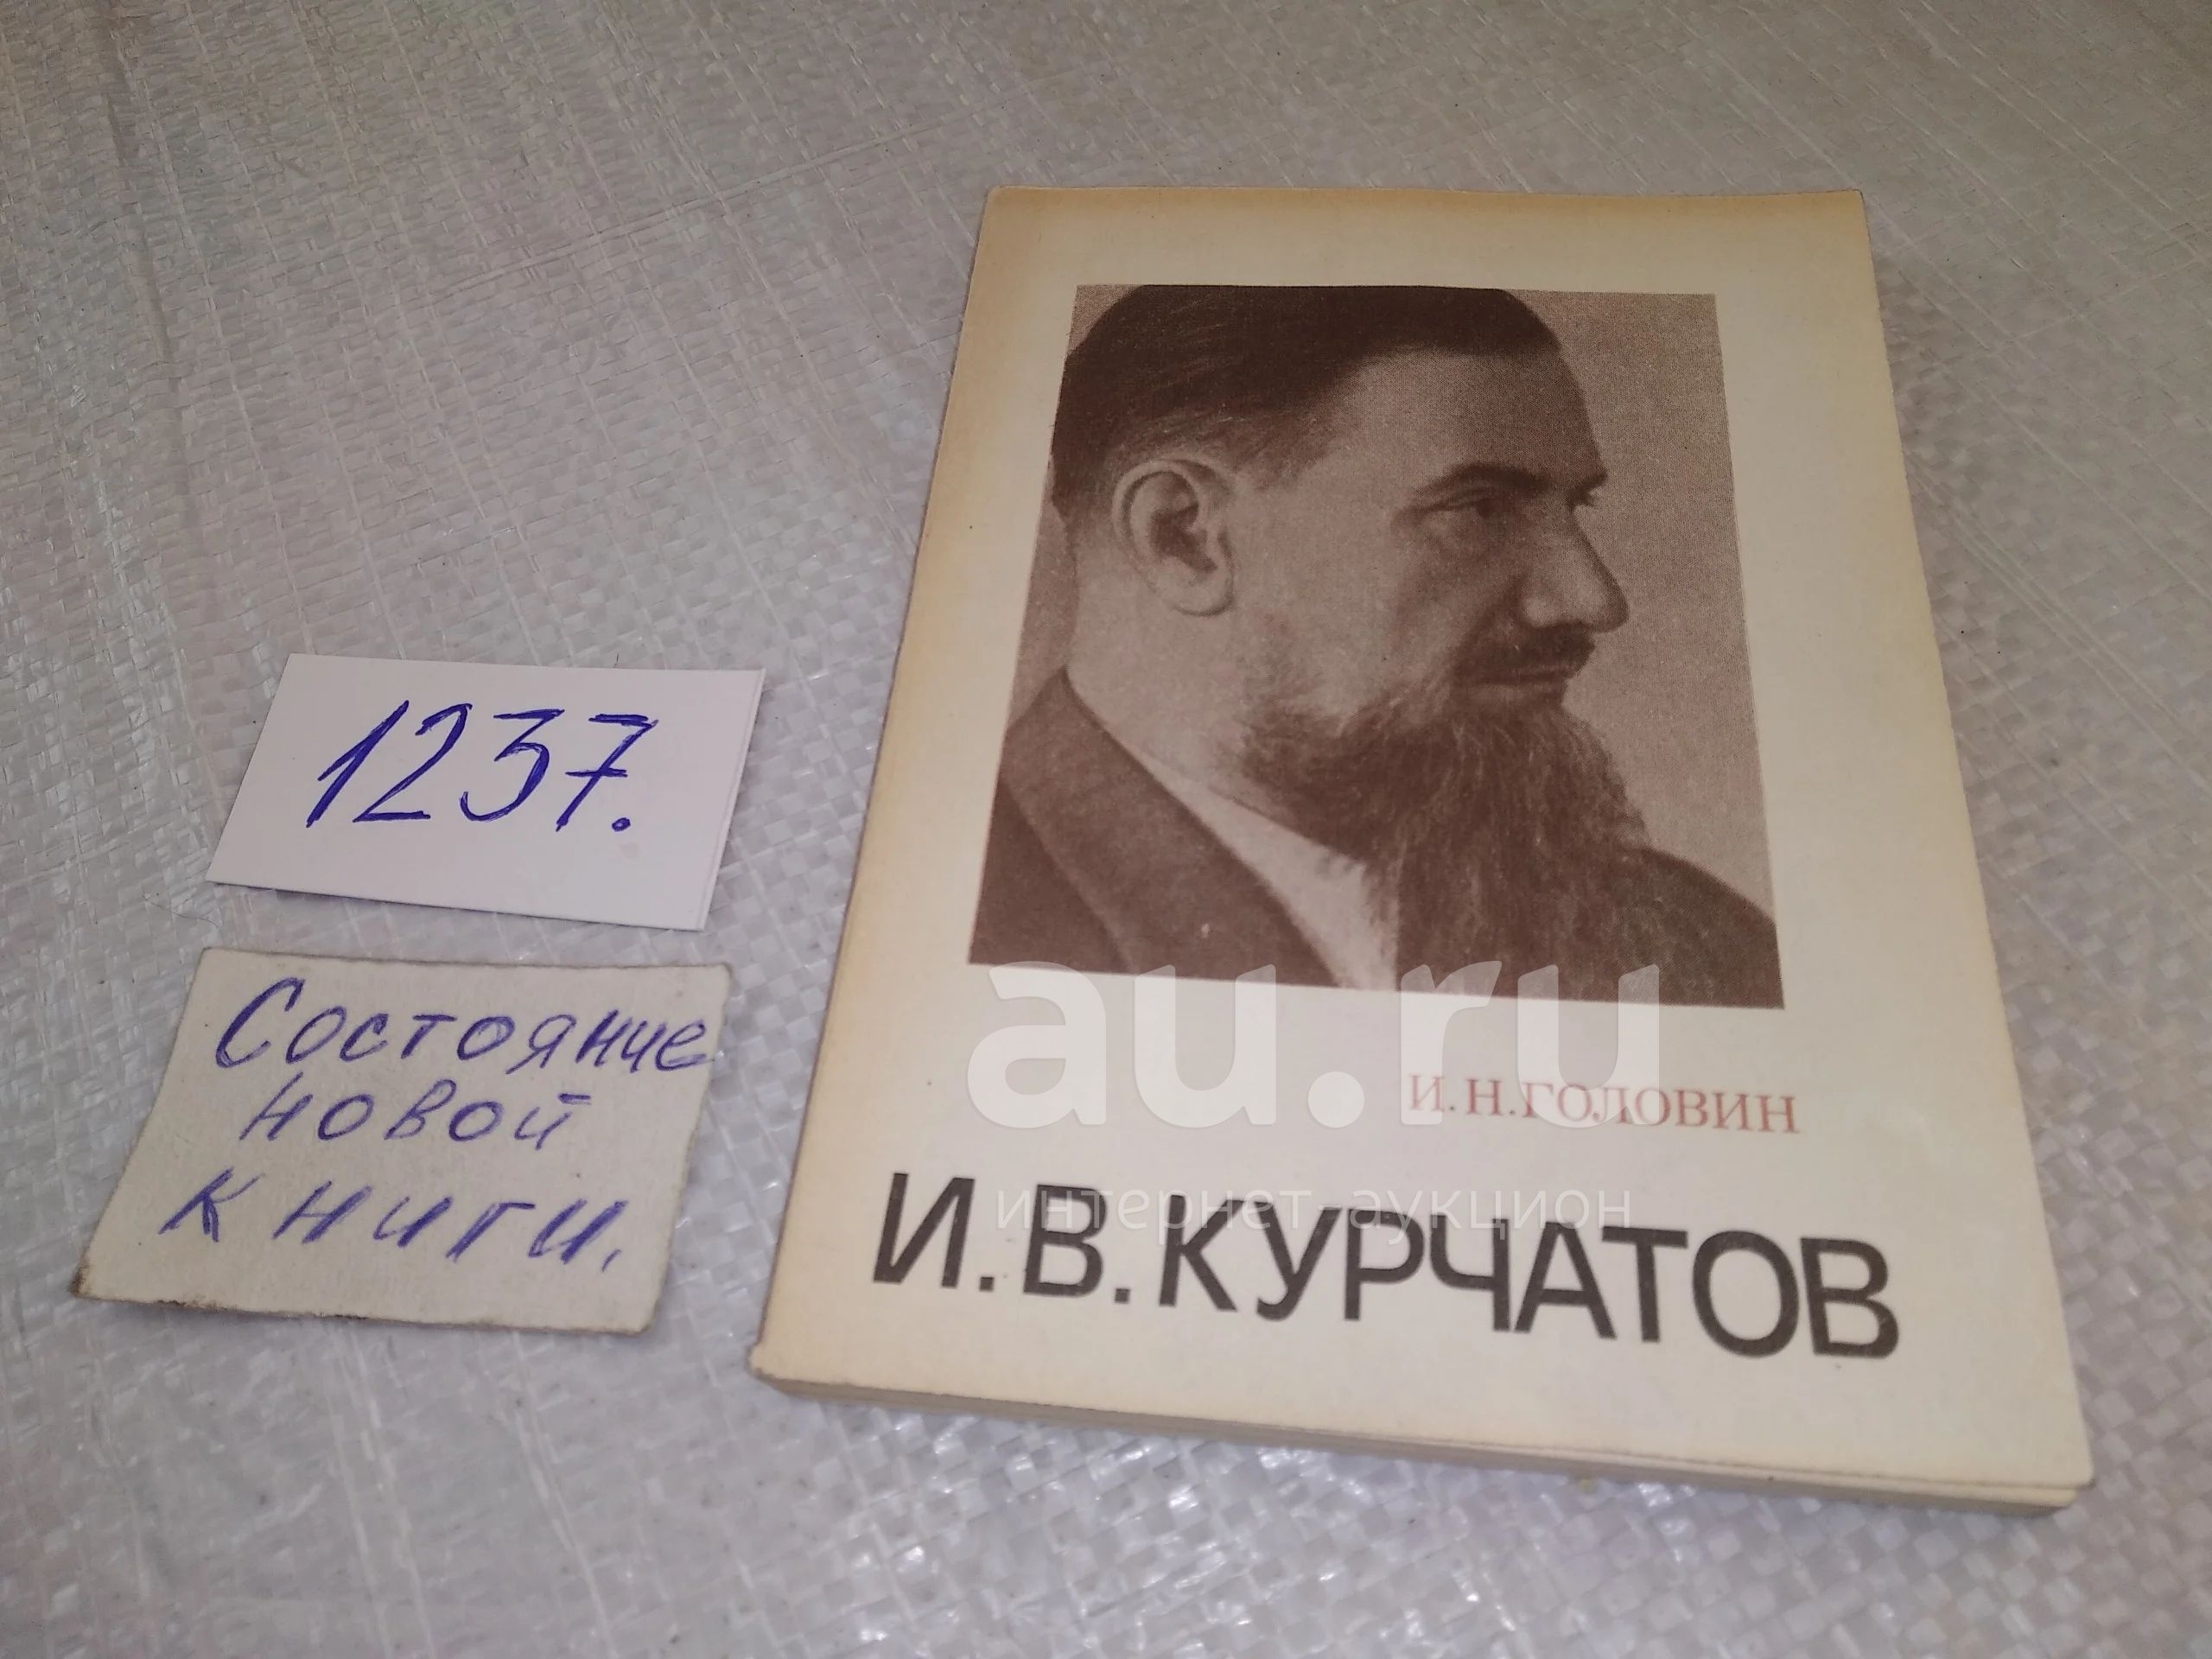 1237.
Состояние
новой
книги.
И.Н.ГОЛОВИН
И.В.КУРЧАТОВ
au.ru
интернет-аукцион